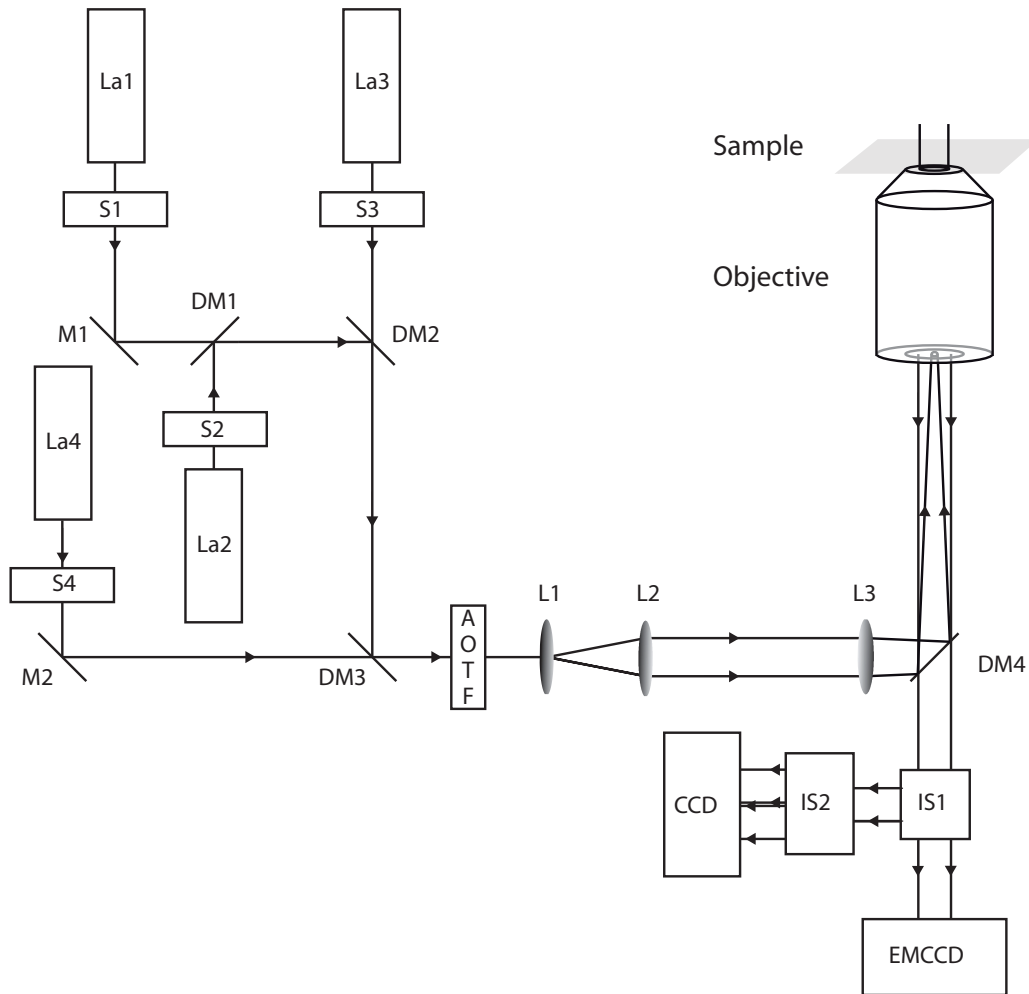 La1
La3
Sample
S1
S3
Objective
DM1
M1
DM2
La4
S2
La2
S4
L1
L2
L3
A
O
T
F
M2
DM3
DM4
CCD
IS2
IS1
EMCCD